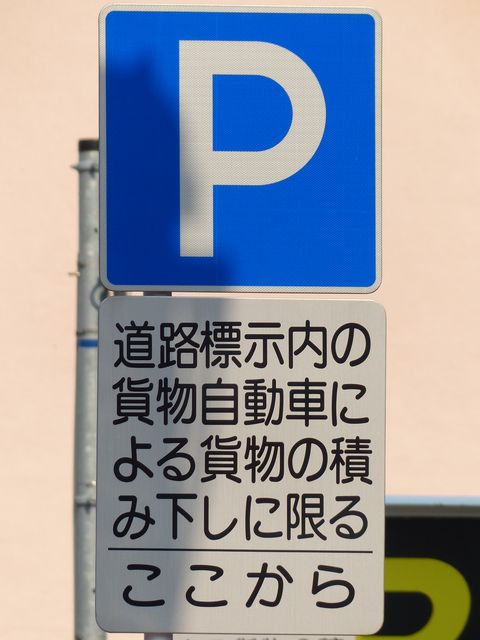 P
道路標示内の
貨物自動車に
よる貨物の積
み下しに限る
ここから